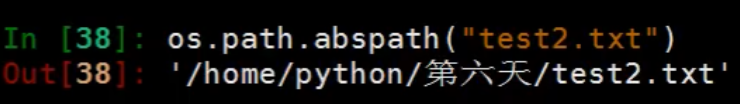 In [38]: os.path.abspath("test2.txt")
Out[38]: '/home/python/第六天/test2.txt'